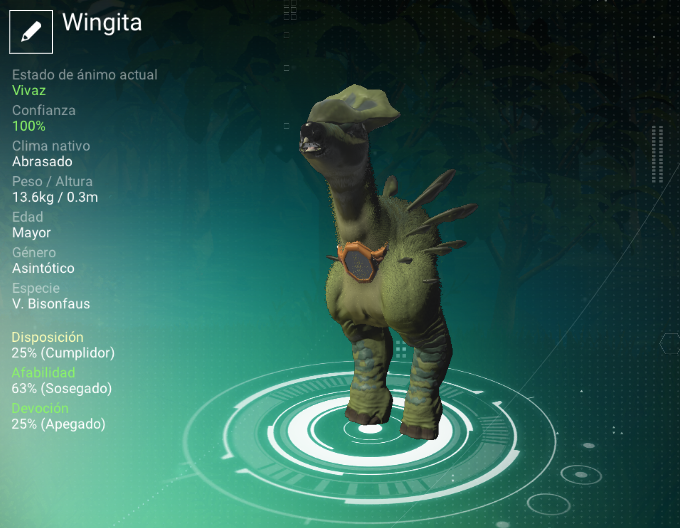 Wingita
Estado de ánimo actual
Vivaz
Confianza
100%
Clima nativo
Abrasado
Peso / Altura
13.6kg / 0.3m
Edad
Mayor
Género
Asintótico
Especie
V. Bisonfaus
Disposición
25% (Cumplidor)
Afabilidad
63% (Sosegado)
Devoción
25% (Apegado)